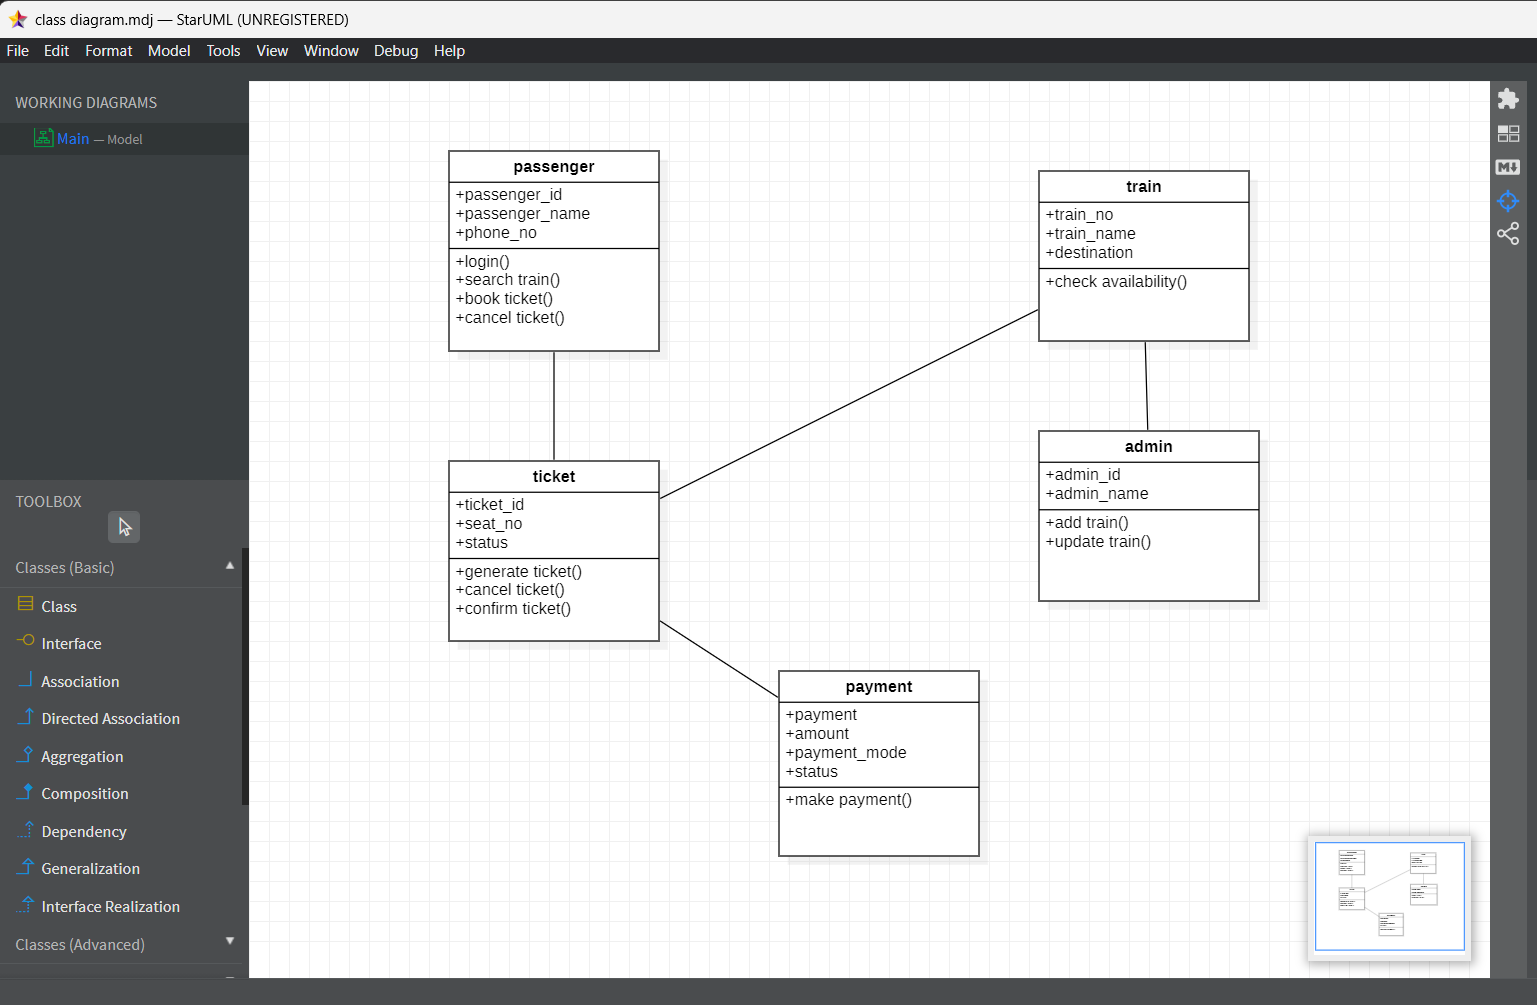 class diagram.mdj — StarUML (UNREGISTERED)
File Edit Format Model Tools View Window Debug Help
WORKING DIAGRAMS
Main — Model
TOOLBOX
Classes (Basic)
Class
Interface
Association
Directed Association
Aggregation
Composition
Dependency
Generalization
Interface Realization
Classes (Advanced)
passenger
+passenger_id
+passenger_name
+phone_no
+login()
+search train()
+book ticket()
+cancel ticket()
train
+train_no
+train_name
+destination
+check availability()
ticket
+ticket_id
+seat_no
+status
+generate ticket()
+cancel ticket()
+confirm ticket()
admin
+admin_id
+admin_name
+add train()
+update train()
payment
+payment
+amount
+payment_mode
+status
+make payment()
M